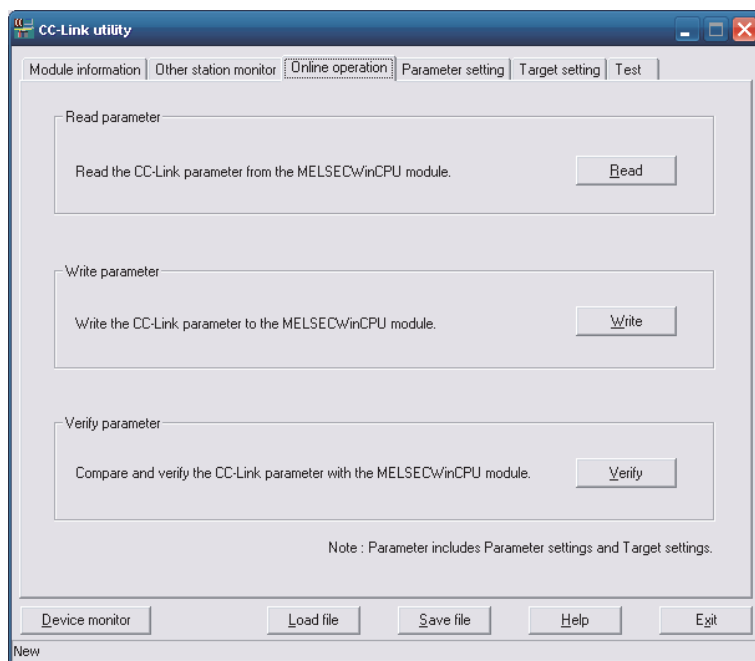 CC-Link utility
Module information Other station monitor Online operation Parameter setting Target setting Test
Read parameter
Read the CC-Link parameter from the MELSECWinCPU module. Read
Write parameter
Write the CC-Link parameter to the MELSECWinCPU module. Write
Verify parameter
Compare and verify the CC-Link parameter with the MELSECWinCPU module. Verify
Note : Parameter includes Parameter settings and Target settings.
Device monitor Load file Save file Help Exit
New